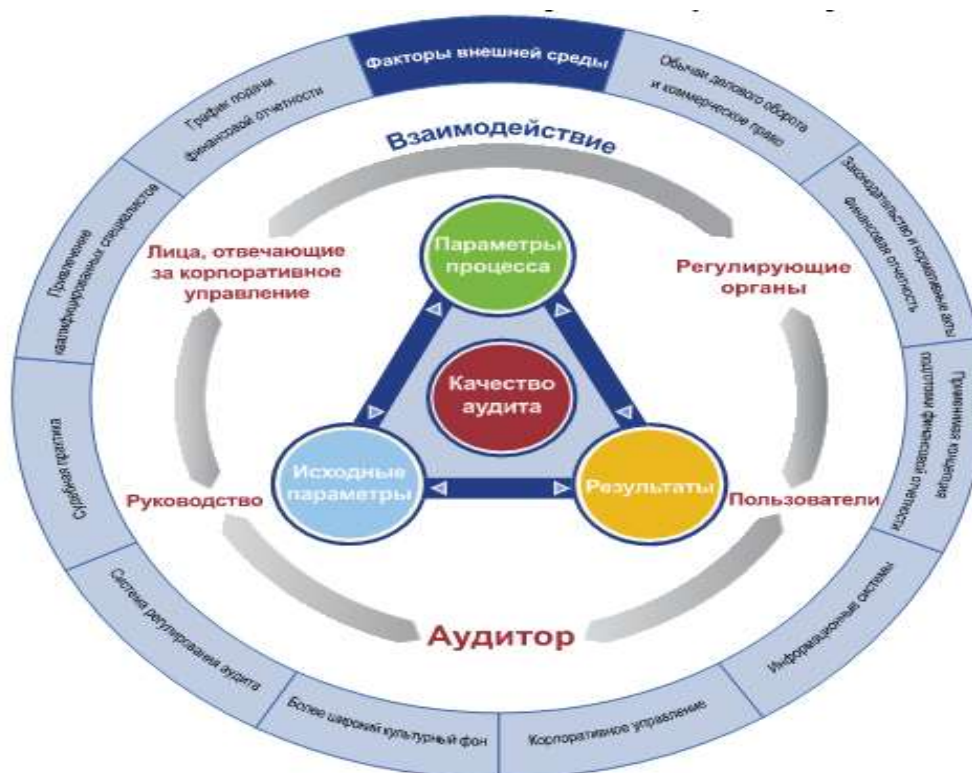 Факторы внешней среды
Обычаи делового оборота
и коммерческое право
Законодательство и нормативные акты
финансовая отчетность
Применимая концепция
подготовки финансовой отчетности
Информационные системы
Корпоративное управление
Более широкий культурный фон
Система регулирования аудита
Судебная практика
Привлечение
квалифицированных специалистов
График подачи
финансовой отчетности
Взаимодействие
Лица, отвечающие
за корпоративное
управление
Регулирующие
органы
Руководство
Пользователи
Аудитор
Параметры
процесса
Качество
аудита
Исходные
параметры
Результаты